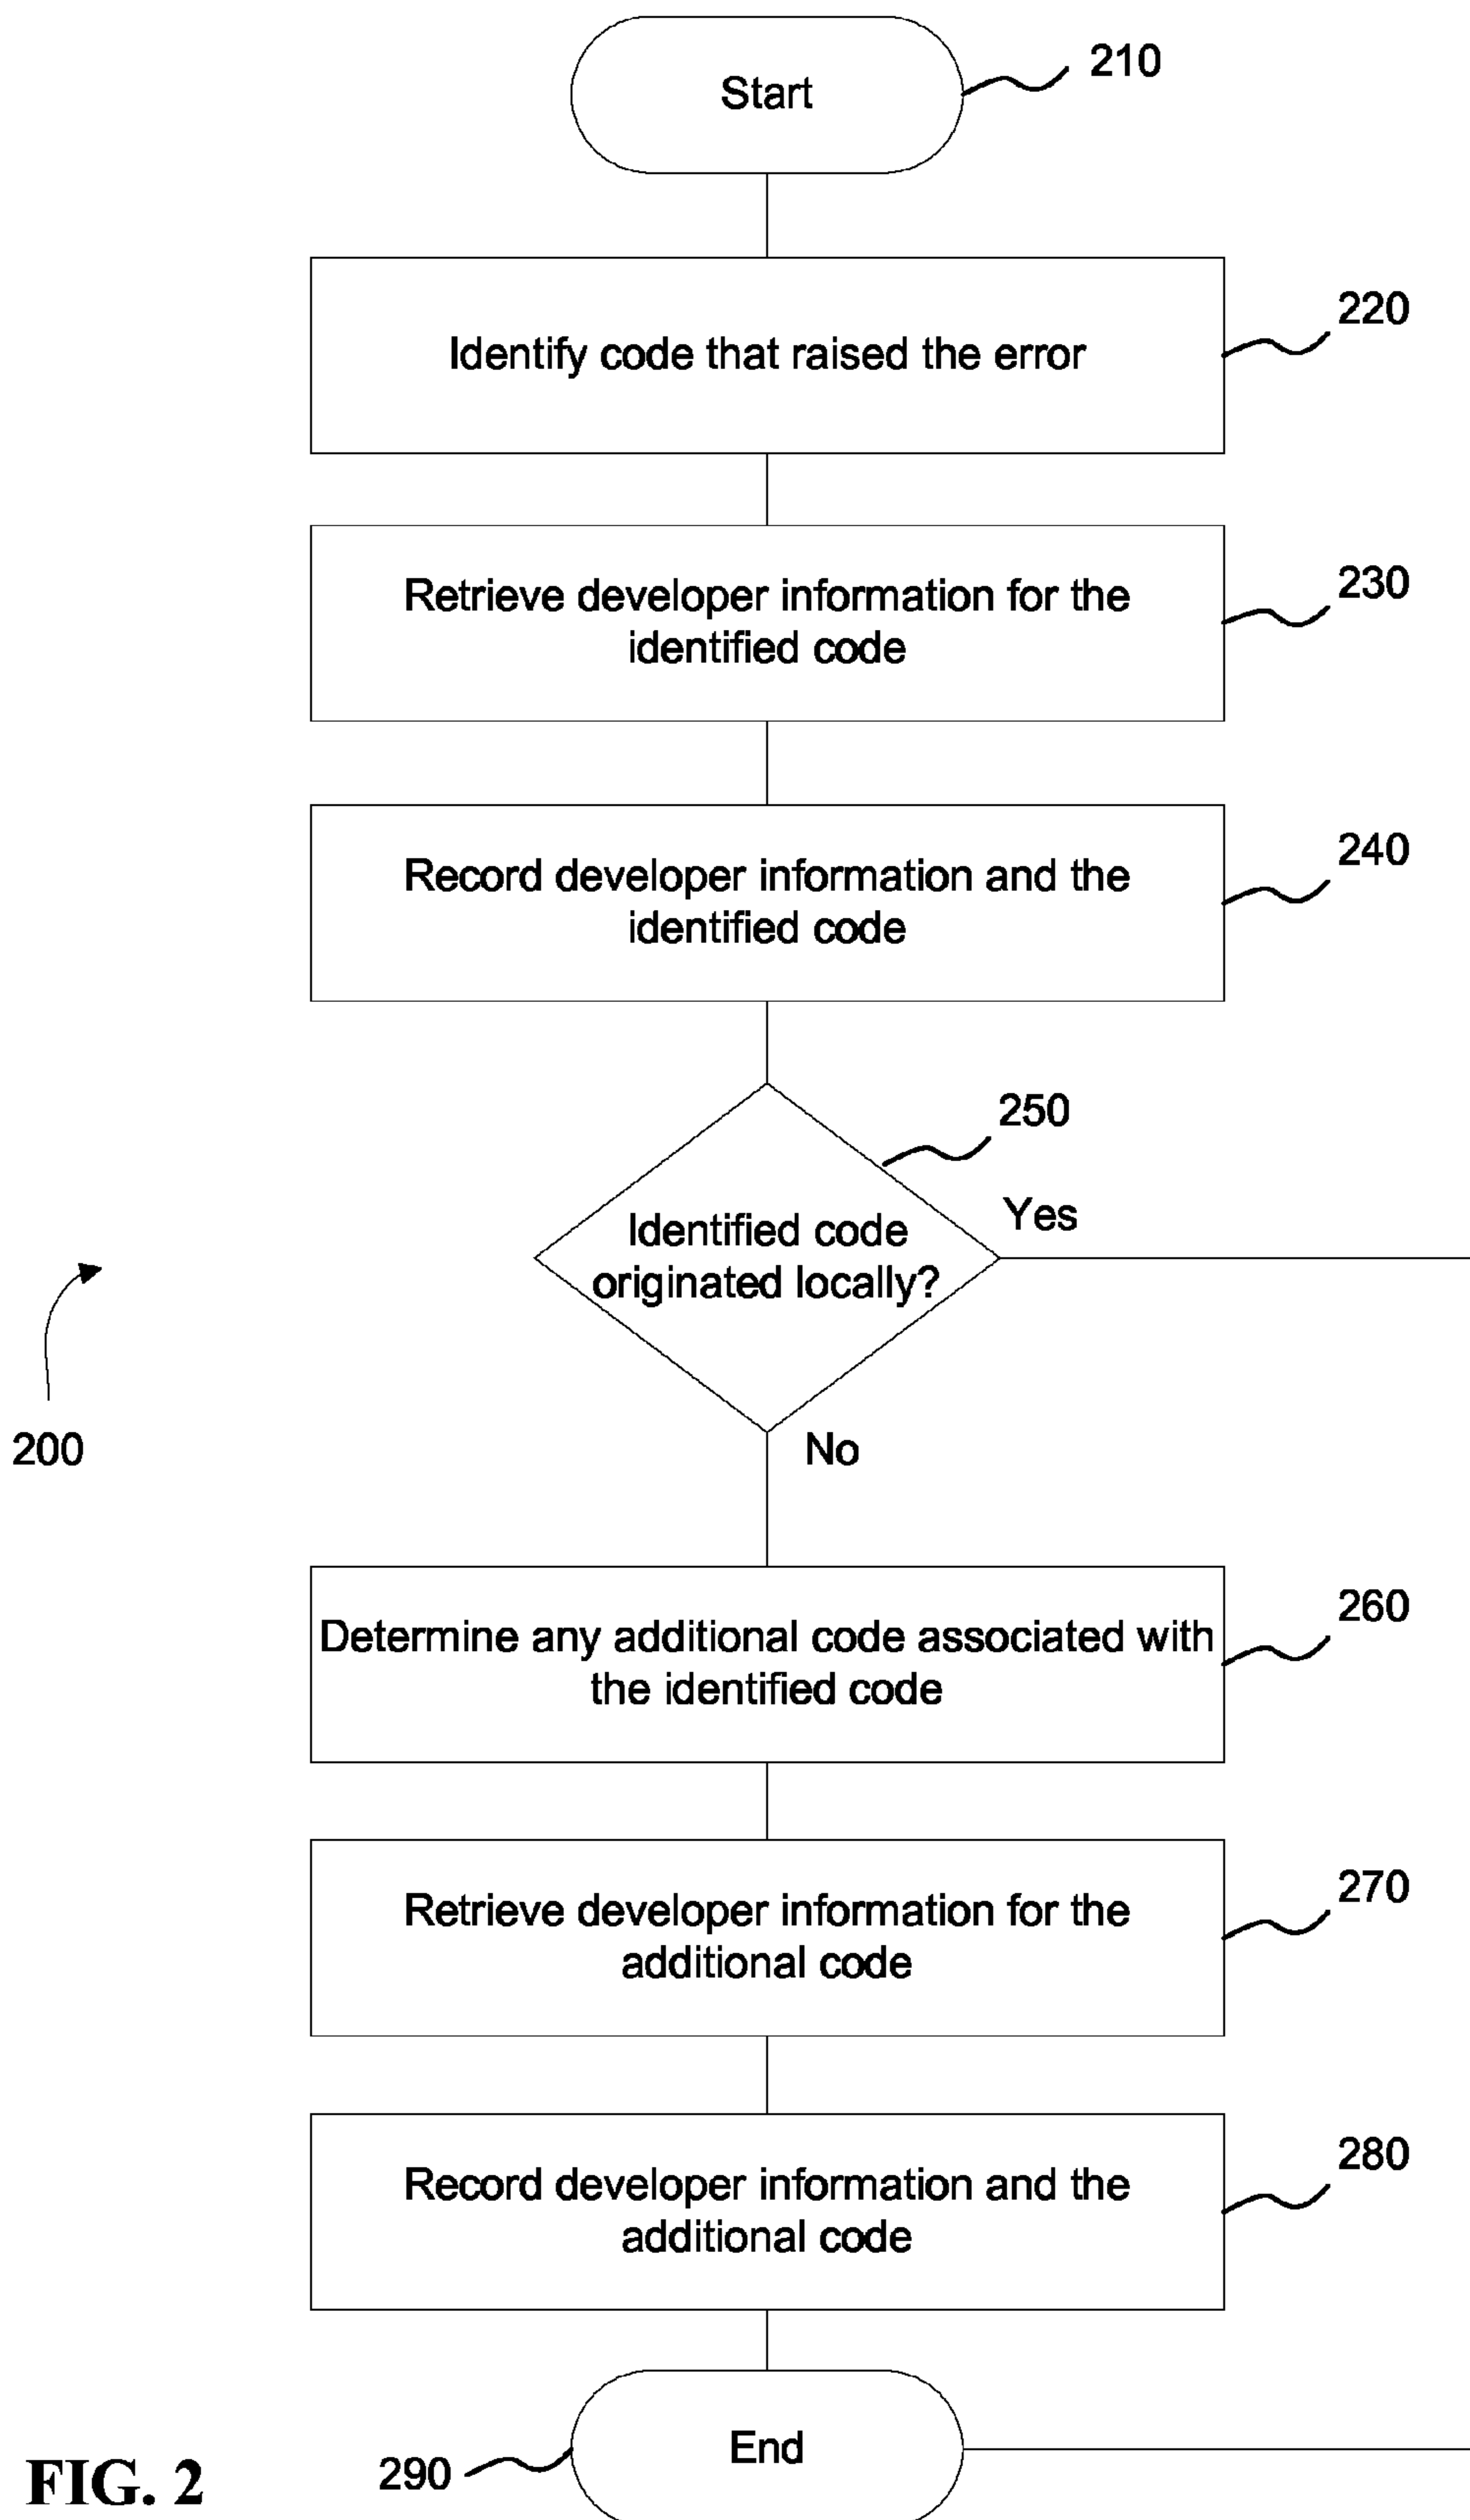 Start
210
Identify code that raised the error
220
Retrieve developer information for the
identified code
230
Record developer information and the
identified code
240
250
Identified code
originated locally?
Yes
No
200
Determine any additional code associated with
the identified code
260
Retrieve developer information for the
additional code
270
Record developer information and the
additional code
280
End
290
FIG. 2